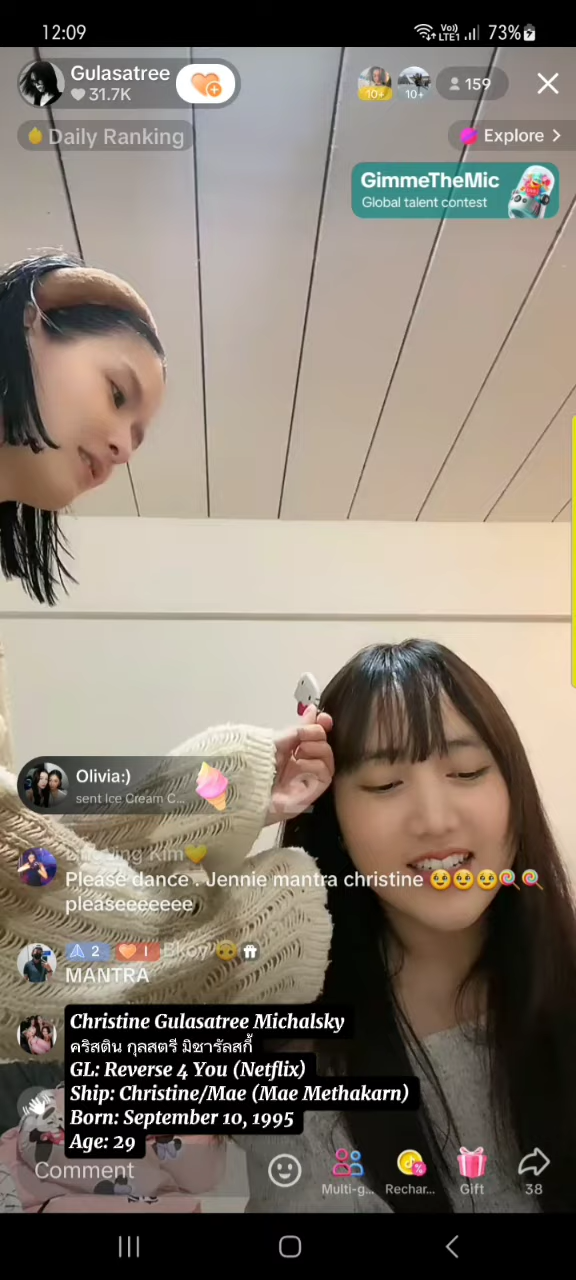 12:09
Vo))
LTE1
73%
Gulasatree
31.7K
10+
10+
159
Daily Ranking
Explore >
GimmeTheMic
Global talent contest
Olivia:)
sent Ice Cream C...
Kim💛
Please dance . Jennie mantra christine 🥹🥹🥹🍭🍭
pleaseeeeeee
2
1
MANTRA
Christine Gulasatree Michalsky
คริสติน กุลสตรี มิชารัลสกี้
GL: Reverse 4 You (Netflix)
Ship: Christine/Mae (Mae Methakarn)
Born: September 10, 1995
Age: 29
Comment
Multi-g...
Rechar...
Gift
38